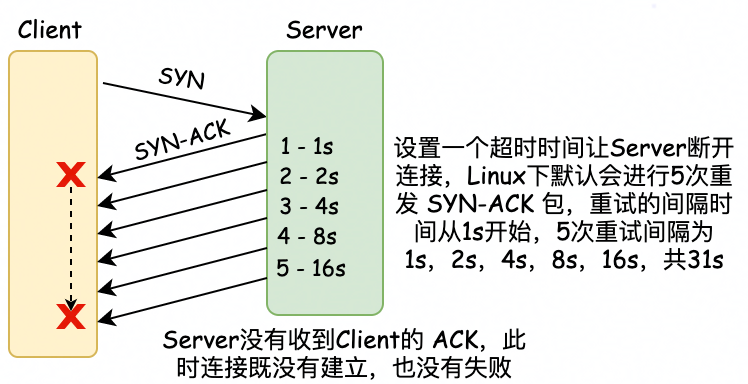 Client
Server
SYN
SYN-ACK
1 - 1s
2 - 2s
3 - 4s
4 - 8s
5 - 16s
设置一个超时时间让Server断开
连接，Linux下默认会进行5次重
发 SYN-ACK 包，重试的间隔时
间从1s开始，5次重试间隔为
1s，2s，4s，8s，16s，共31s
Server没有收到Client的 ACK，此
时连接既没有建立，也没有失败